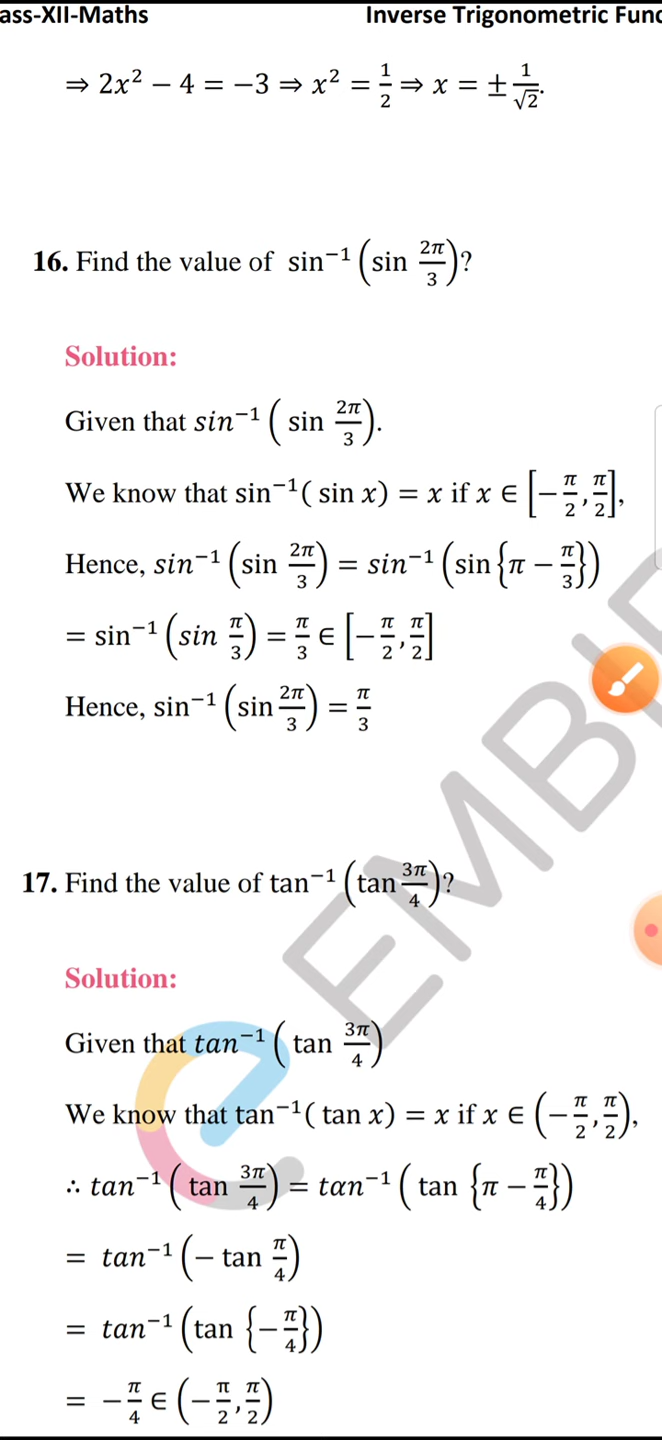 ass-XII-Maths Inverse Trigonometric Func
⇒ 2x² − 4 = −3 ⇒ x² = 1/2 ⇒ x = ± 1/√2.
16. Find the value of sin⁻¹ (sin 2π/3)?
Solution:
Given that sin⁻¹ ( sin 2π/3).
We know that sin⁻¹( sin x) = x if x ∈ [−π/2, π/2],
Hence, sin⁻¹ (sin 2π/3) = sin⁻¹ (sin {π − π/3})
= sin⁻¹ (sin π/3) = π/3 ∈ [−π/2, π/2]
Hence, sin⁻¹ (sin 2π/3) = π/3
17. Find the value of tan⁻¹ (tan 3π/4)?
Solution:
Given that tan⁻¹ ( tan 3π/4)
We know that tan⁻¹( tan x) = x if x ∈ (−π/2, π/2),
∴ tan⁻¹ ( tan 3π/4) = tan⁻¹ ( tan {π − π/4})
= tan⁻¹ (− tan π/4)
= tan⁻¹ (tan {−π/4})
= −π/4 ∈ (−π/2, π/2)